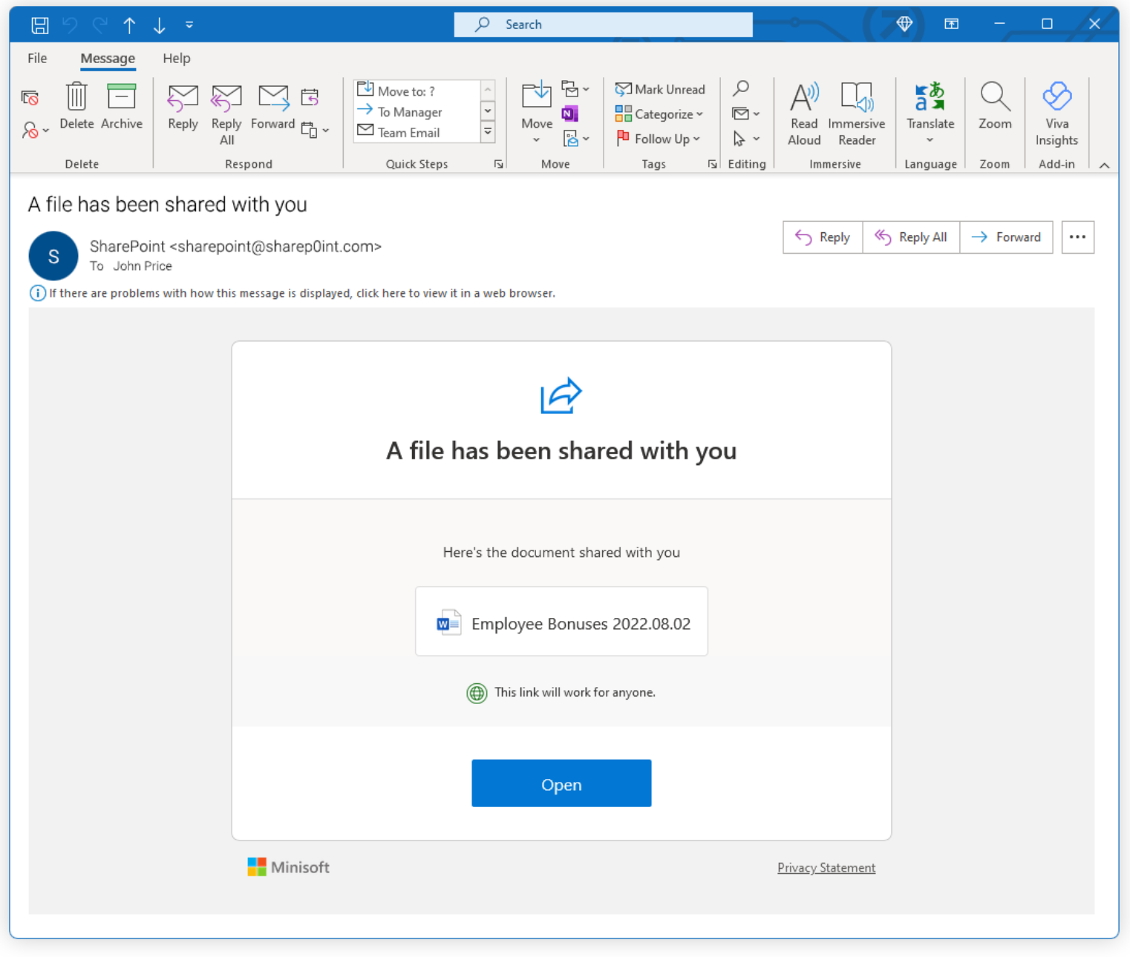 Search
File Message Help
Delete Archive
Reply Reply All Forward
Move to: ?
To Manager
Team Email
Move
Mark Unread
Categorize
Follow Up
Read Aloud Immersive Reader
Translate
Zoom
Viva Insights
Delete Respond Quick Steps Move Tags Editing Immersive Language Zoom Add-in
A file has been shared with you
S
SharePoint <sharepoint@sharep0int.com>
To John Price
Reply Reply All Forward
If there are problems with how this message is displayed, click here to view it in a web browser.
A file has been shared with you
Here's the document shared with you
W Employee Bonuses 2022.08.02
This link will work for anyone.
Open
Minisoft
Privacy Statement